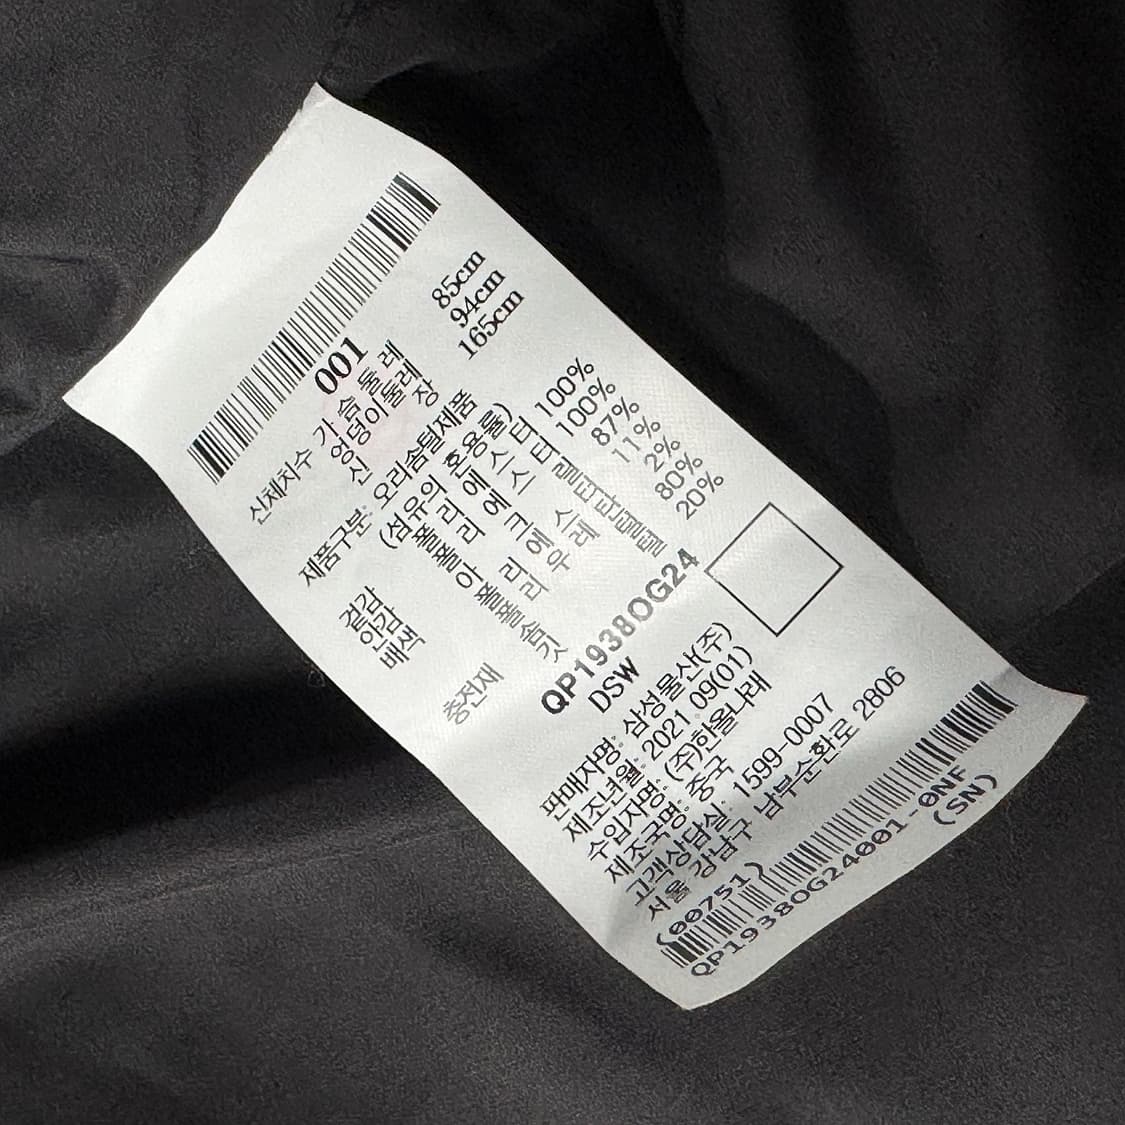 001
신체치수 가 슴 둘 레 85cm
엉덩이둘레 94cm
신 장 165cm
제품구분: 오리솜털제품
(섬유의 혼용률)
겉감 폴 리 에 스 터 100%
안감 폴 리 에 스 터 100%
배색 아 크 릴 87%
폴 리 에 스 터 11%
폴 리 우 레 탄 2%
충전재 솜털 80%
깃털 20%
QP1938OG24
DSW
판매자명: 삼성물산(주)
제조년월: 2021 09(01)
수입자명: (주)한올나래
제조국명: 중국
고객상담실: 1599-0007
서울 강남구 남부순환로 2806
(00751)
QP1938OG24001-0NF
(SN)